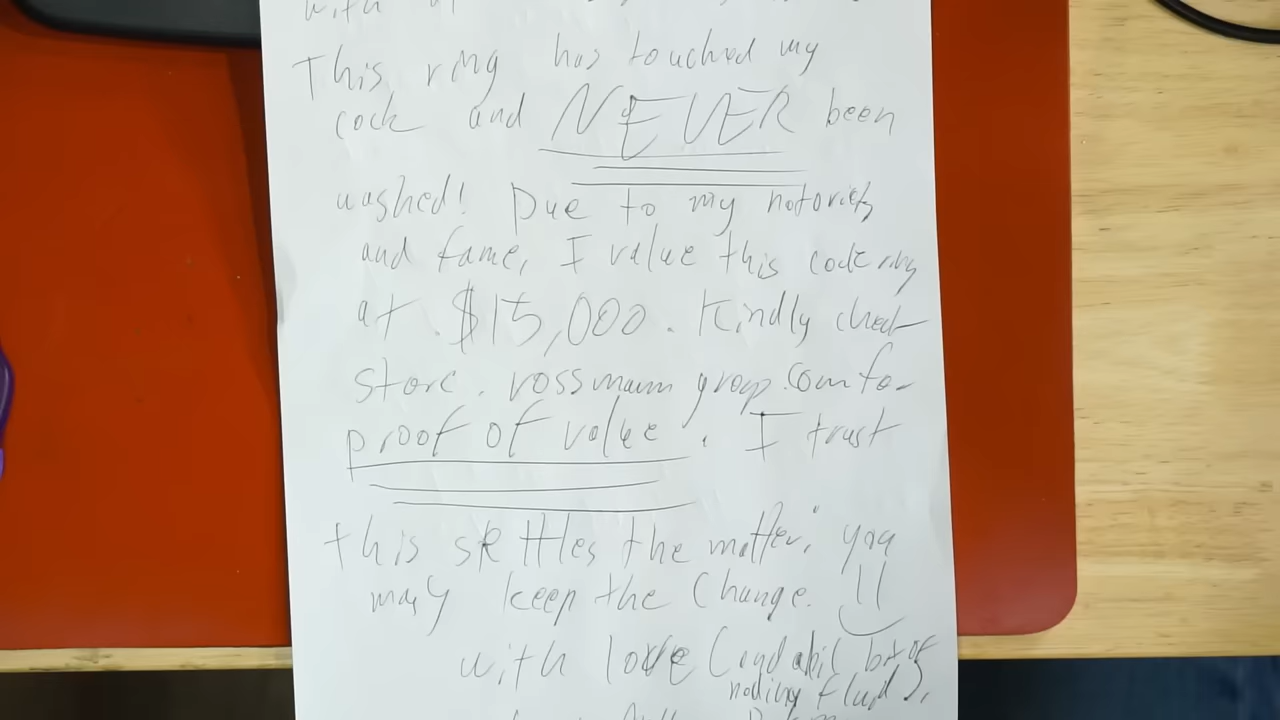 with
This ring has touched my
cock and NEVER been
washed! Due to my notoriety
and fame, I value this cock ring
at $15,000. Kindly check
store.rossmanngroup.com for
proof of value. I trust
this settles the matter; you
may keep the change. :)
with love (and a bit of
fluid),